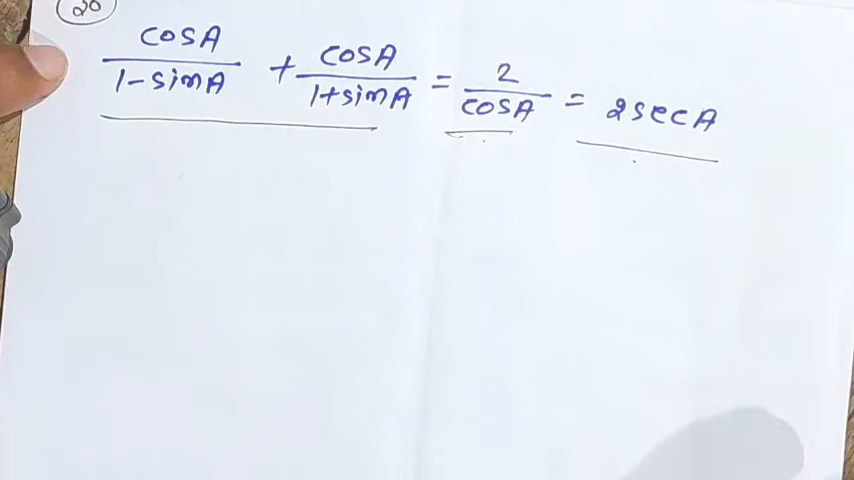 20
cosA/1-sinA + cosA/1+sinA = 2/cosA = 2secA